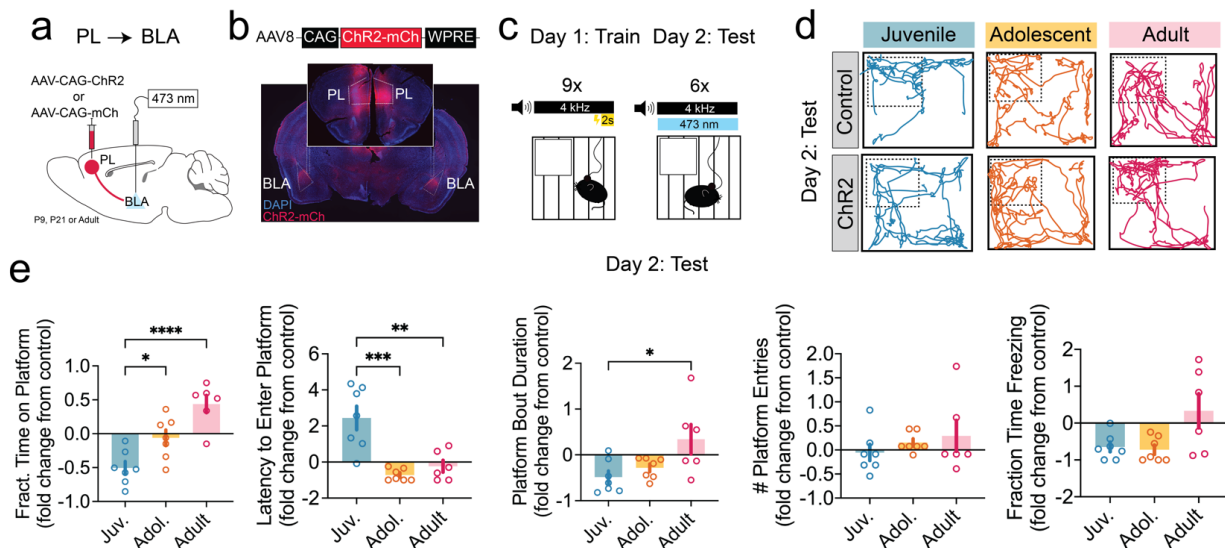 a
PL → BLA
AAV-CAG-ChR2
or
AAV-CAG-mCh
473 nm
PL
BLA
P9, P21 or Adult
b
AAV8 CAG ChR2-mCh WPRE
PL PL
BLA BLA
DAPI
ChR2-mCh
c
Day 1: Train Day 2: Test
9x 6x
4 kHz 4 kHz
2s 473 nm
d
Juvenile Adolescent Adult
Day 2: Test
Control
ChR2
Day 2: Test
e
Fract. Time on Platform
(fold change from control)
1.0
0.5
0.0
-0.5
-1.0
****
*
Juv. Adol. Adult
Latency to Enter Platform
(fold change from control)
6
4
2
0
-2
**
***
Juv. Adol. Adult
Platform Bout Duration
(fold change from control)
2
1
0
-1
*
Juv. Adol. Adult
# Platform Entries
(fold change from control)
2.0
1.5
1.0
0.5
0.0
-0.5
-1.0
Juv. Adol. Adult
Fraction Time Freezing
(fold change from control)
2
1
0
-1
-2
Juv. Adol. Adult